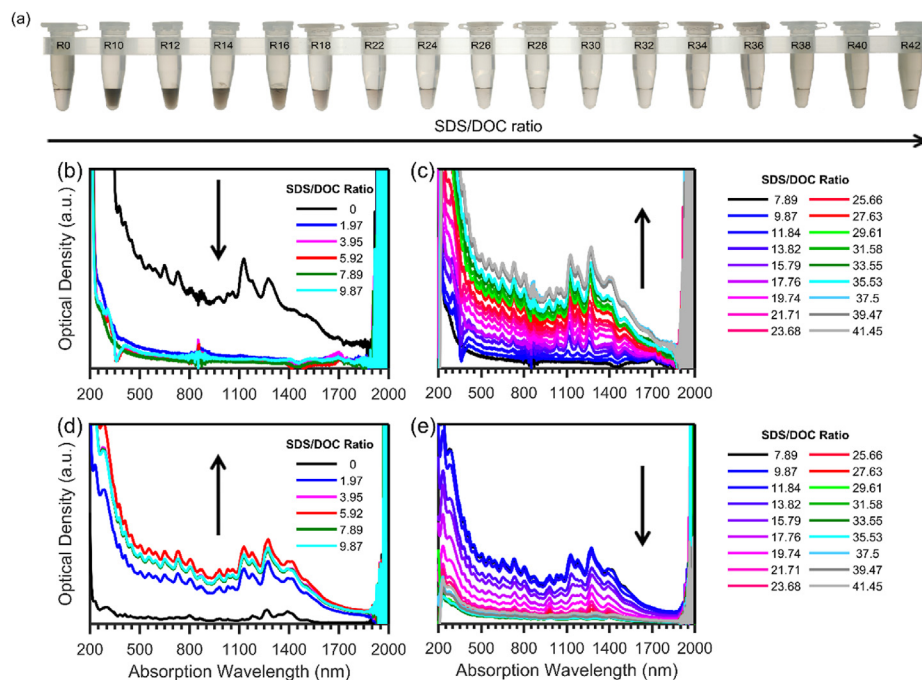 (a)
R0 R10 R12 R14 R16 R18 R22 R24 R26 R28 R30 R32 R34 R36 R38 R40 R42
SDS/DOC ratio
(b)
SDS/DOC Ratio
0
1.97
3.95
5.92
7.89
9.87
Optical Density (a.u.)
200 500 800 1100 1400 1700 2000
(c)
200 500 800 1100 1400 1700 2000
SDS/DOC Ratio
7.89 25.66
9.87 27.63
11.84 29.61
13.82 31.58
15.79 33.55
17.76 35.53
19.74 37.5
21.71 39.47
23.68 41.45
(d)
SDS/DOC Ratio
0
1.97
3.95
5.92
7.89
9.87
Optical Density (a.u.)
200 500 800 1100 1400 1700 2000
Absorption Wavelength (nm)
(e)
200 500 800 1100 1400 1700 2000
Absorption Wavelength (nm)
SDS/DOC Ratio
7.89 25.66
9.87 27.63
11.84 29.61
13.82 31.58
15.79 33.55
17.76 35.53
19.74 37.5
21.71 39.47
23.68 41.45